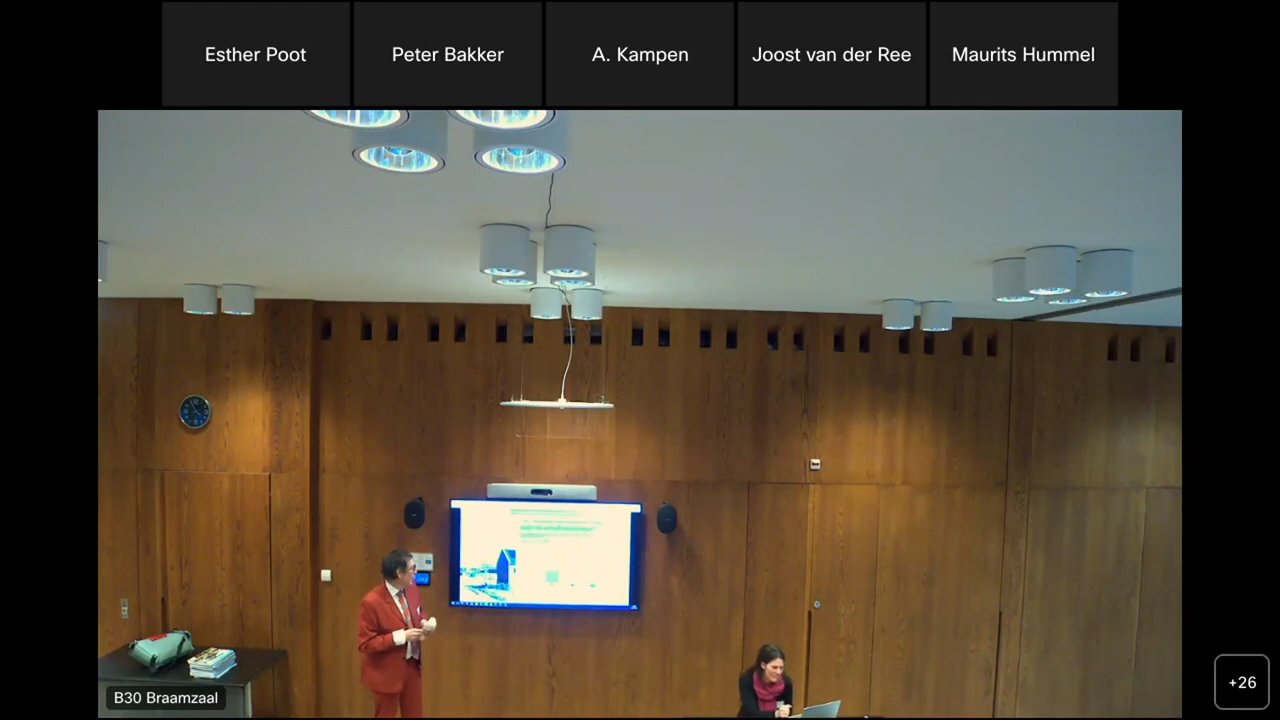 Esther Poot
Peter Bakker
A. Kampen
Joost van der Ree
Maurits Hummel
B30 Braamzaal
+26